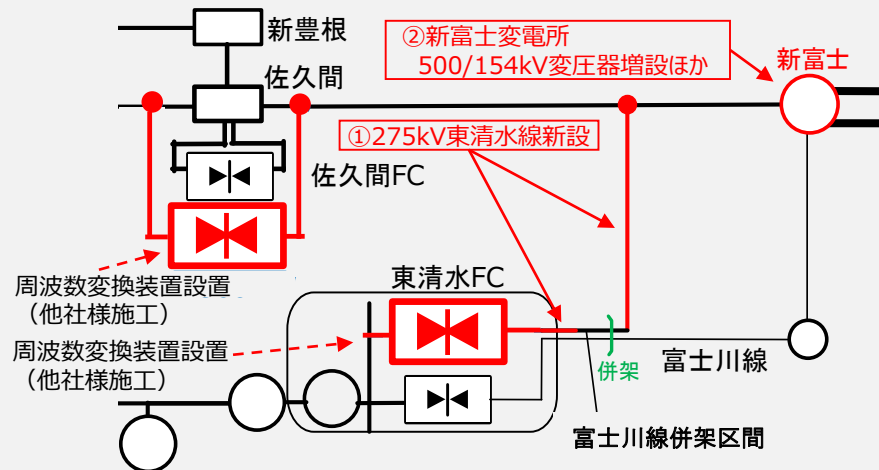 新豊根
②新富士変電所
500/154kV変圧器増設ほか
新富士
佐久間
①275kV東清水線新設
佐久間FC
周波数変換装置設置
（他社様施工）
東清水FC
周波数変換装置設置
（他社様施工）
併架
富士川線
富士川線併架区間